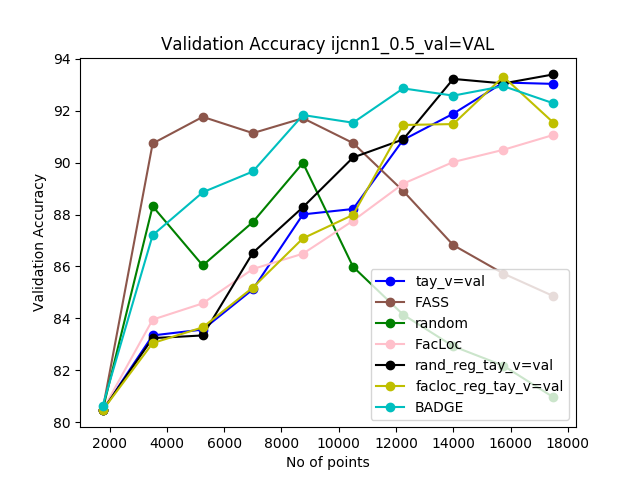 Validation Accuracy ijcnn1_0.5_val=VAL
94
92
90
88
86
84
82
80
Validation Accuracy
2000 4000 6000 8000 10000 12000 14000 16000 18000
No of points
tay_v=val
FASS
random
FacLoc
rand_reg_tay_v=val
facloc_reg_tay_v=val
BADGE